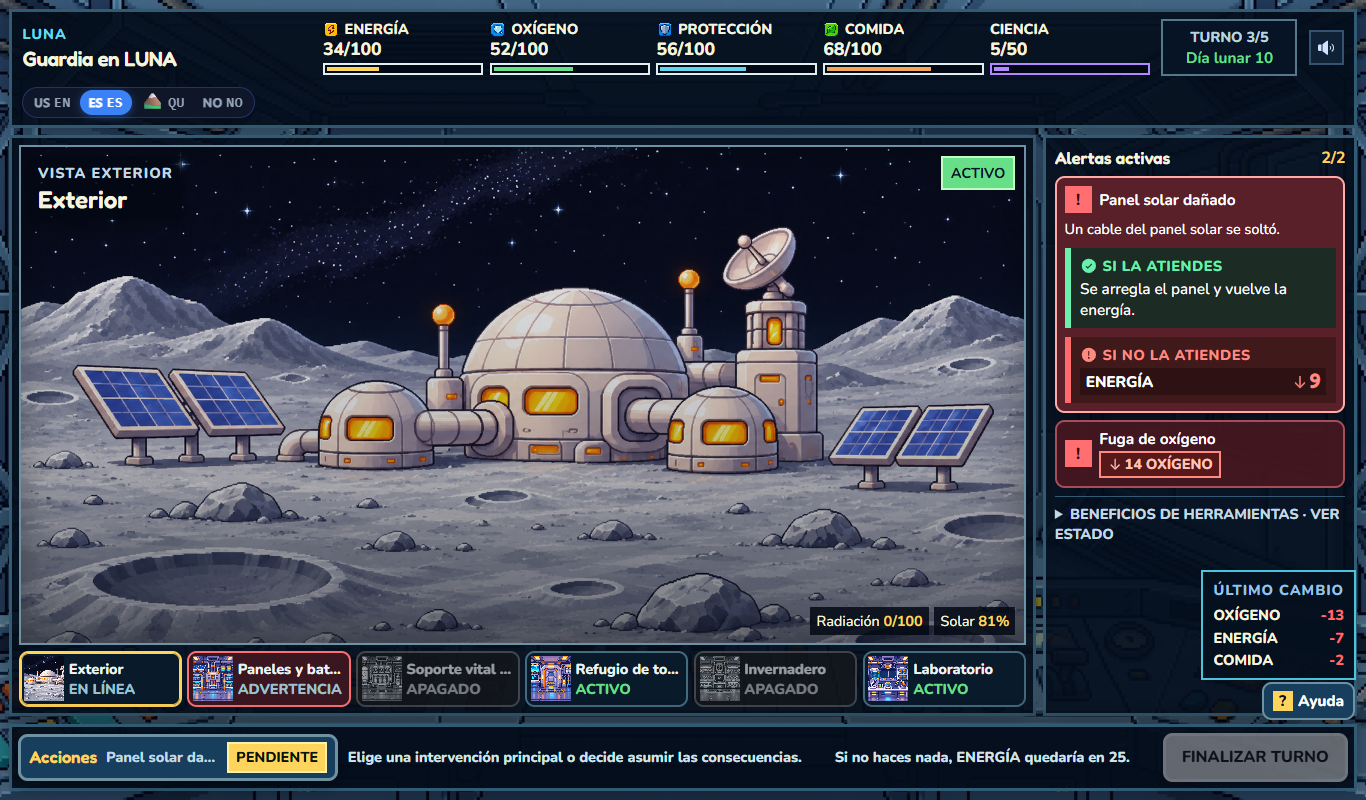 LUNA
Guardia en LUNA
US EN ES ES QU NO NO
ENERGÍA
34/100
OXÍGENO
52/100
PROTECCIÓN
56/100
COMIDA
68/100
CIENCIA
5/50
TURNO 3/5
Día lunar 10
VISTA EXTERIOR
Exterior
ACTIVO
Radiación 0/100
Solar 81%
Exterior
EN LÍNEA
Paneles y bat...
ADVERTENCIA
Soporte vital ...
APAGADO
Refugio de to...
ACTIVO
Invernadero
APAGADO
Laboratorio
ACTIVO
Alertas activas
2/2
! Panel solar dañado
Un cable del panel solar se soltó.
SI LA ATIENDES
Se arregla el panel y vuelve la
energía.
! SI NO LA ATIENDES
ENERGÍA ↓ 9
! Fuga de oxígeno
↓ 14 OXÍGENO
▶ BENEFICIOS DE HERRAMIENTAS · VER
ESTADO
ÚLTIMO CAMBIO
OXÍGENO -13
ENERGÍA -7
COMIDA -2
? Ayuda
Acciones Panel solar da... PENDIENTE
Elige una intervención principal o decide asumir las consecuencias.
Si no haces nada, ENERGÍA quedaría en 25.
FINALIZAR TURNO